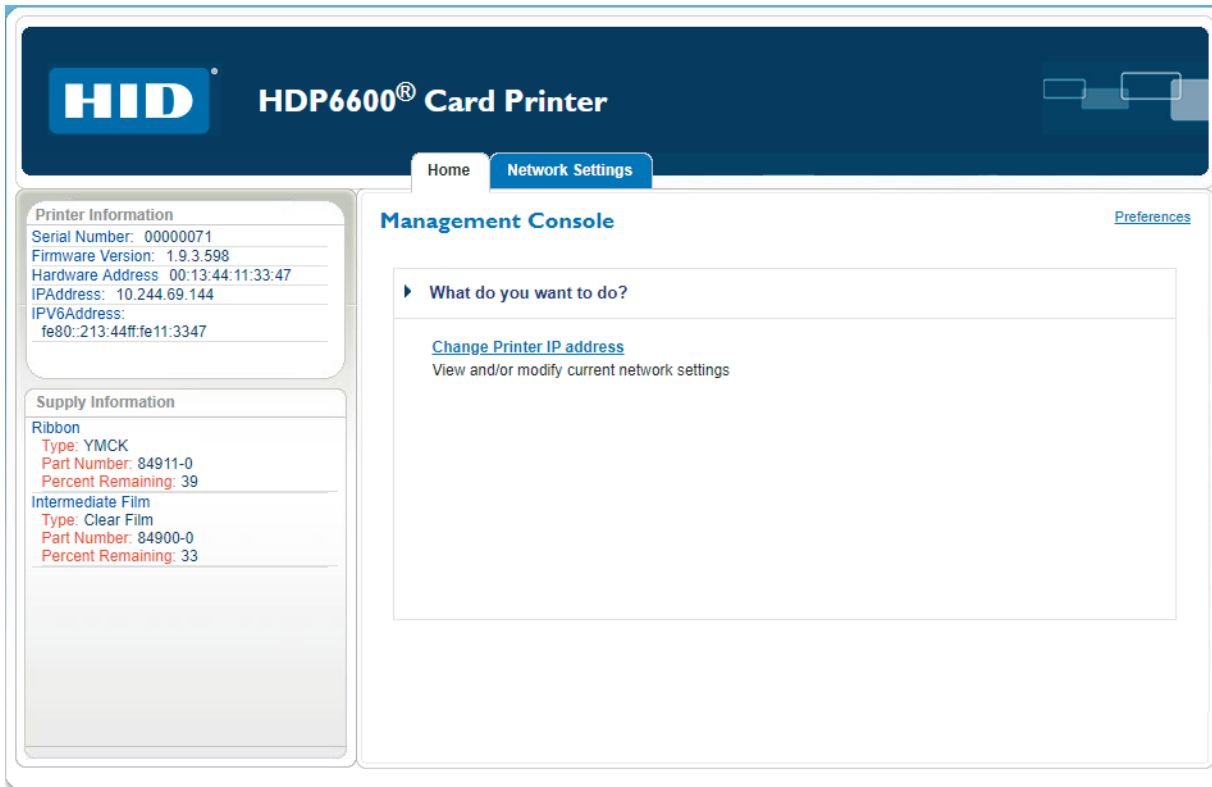 HID
HDP6600® Card Printer
Home
Network Settings
Printer Information
Serial Number: 00000071
Firmware Version: 1.9.3.598
Hardware Address 00:13:44:11:33:47
IPAddress: 10.244.69.144
IPV6Address:
fe80::213:44ff:fe11:3347
Supply Information
Ribbon
Type: YMCK
Part Number: 84911-0
Percent Remaining: 39
Intermediate Film
Type: Clear Film
Part Number: 84900-0
Percent Remaining: 33
Management Console
Preferences
What do you want to do?
Change Printer IP address
View and/or modify current network settings